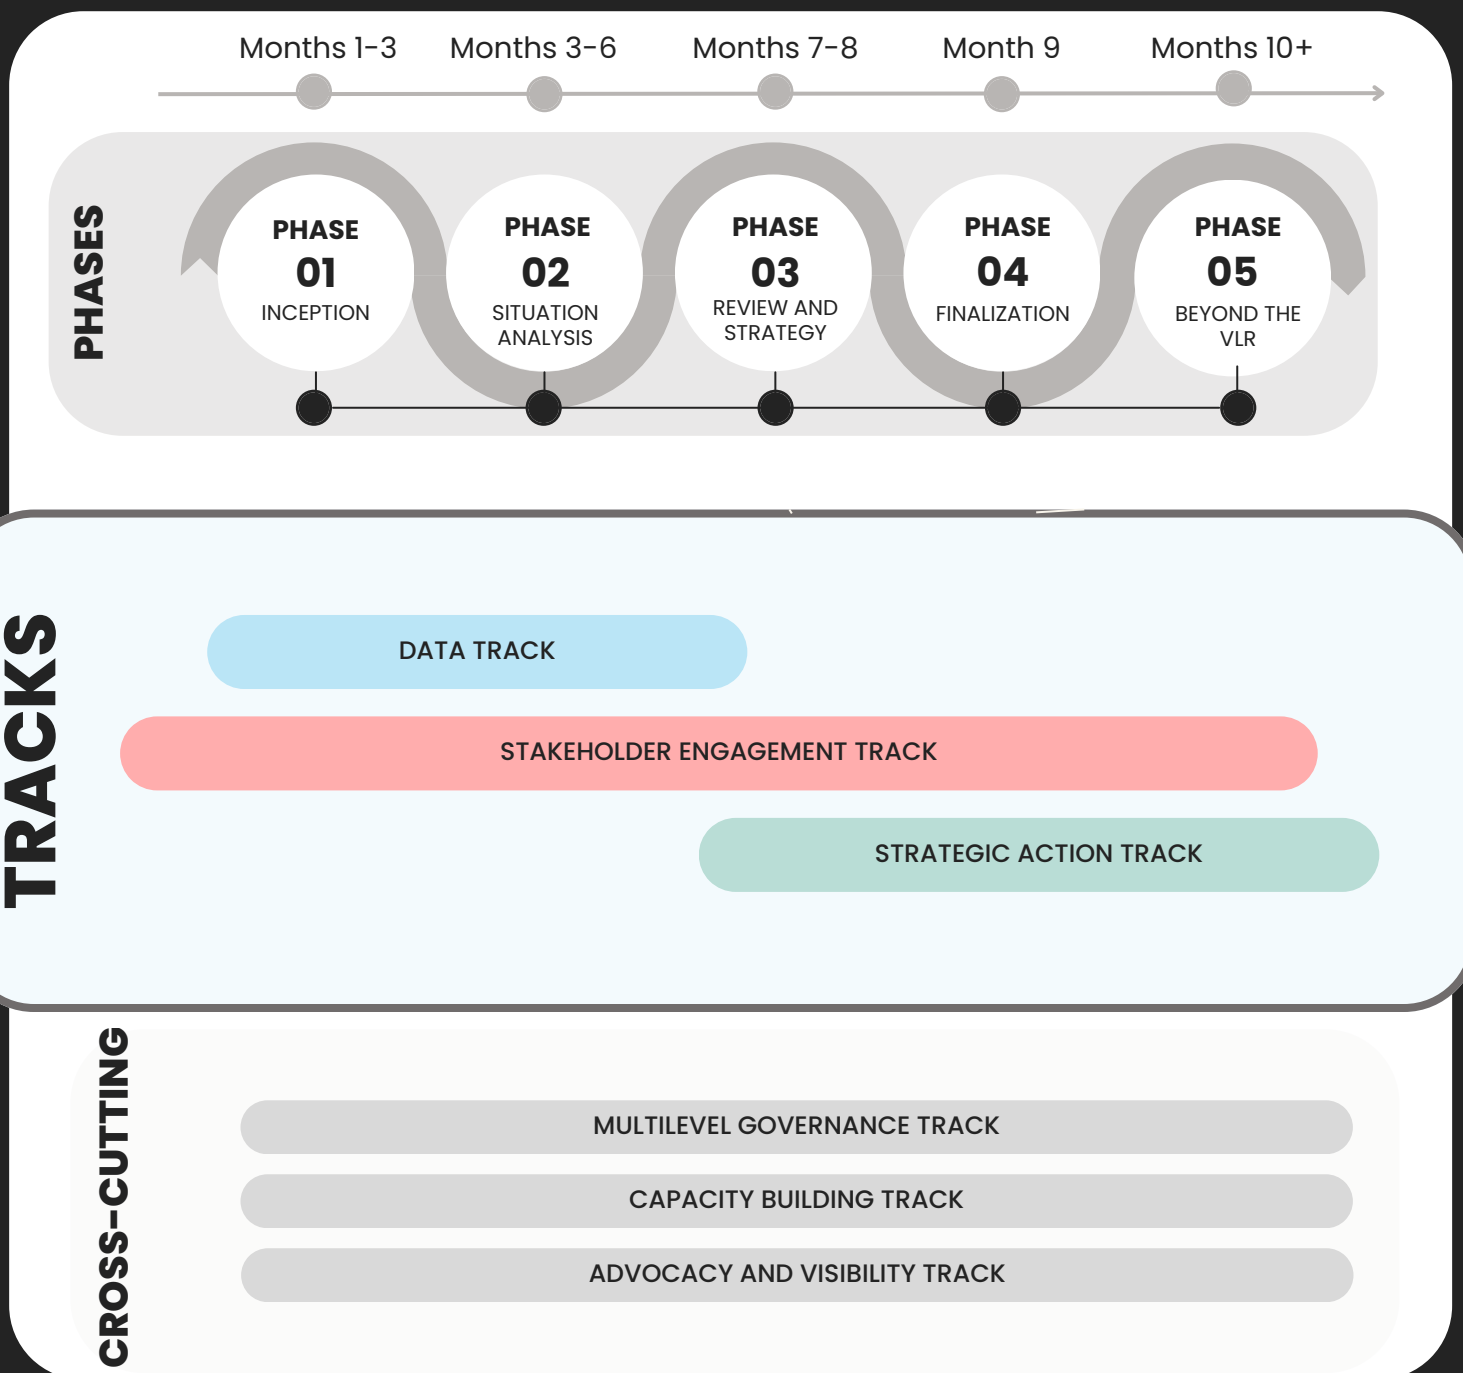 Months 1-3
Months 3-6
Months 7-8
Month 9
Months 10+
PHASES
PHASE
01
INCEPTION
PHASE
02
SITUATION
ANALYSIS
PHASE
03
REVIEW AND
STRATEGY
PHASE
04
FINALIZATION
PHASE
05
BEYOND THE
VLR
TRACKS
DATA TRACK
STAKEHOLDER ENGAGEMENT TRACK
STRATEGIC ACTION TRACK
CROSS-CUTTING
MULTILEVEL GOVERNANCE TRACK
CAPACITY BUILDING TRACK
ADVOCACY AND VISIBILITY TRACK